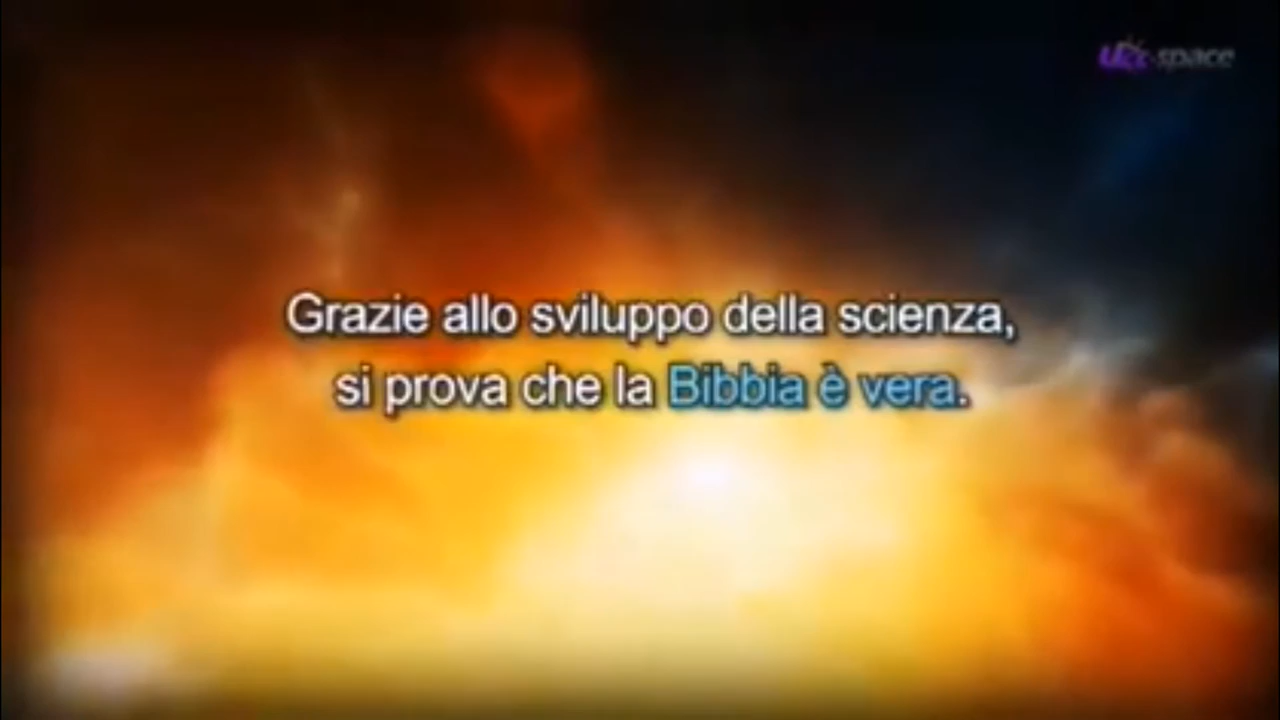 Grazie allo sviluppo della scienza,
si prova che la Bibbia è vera.